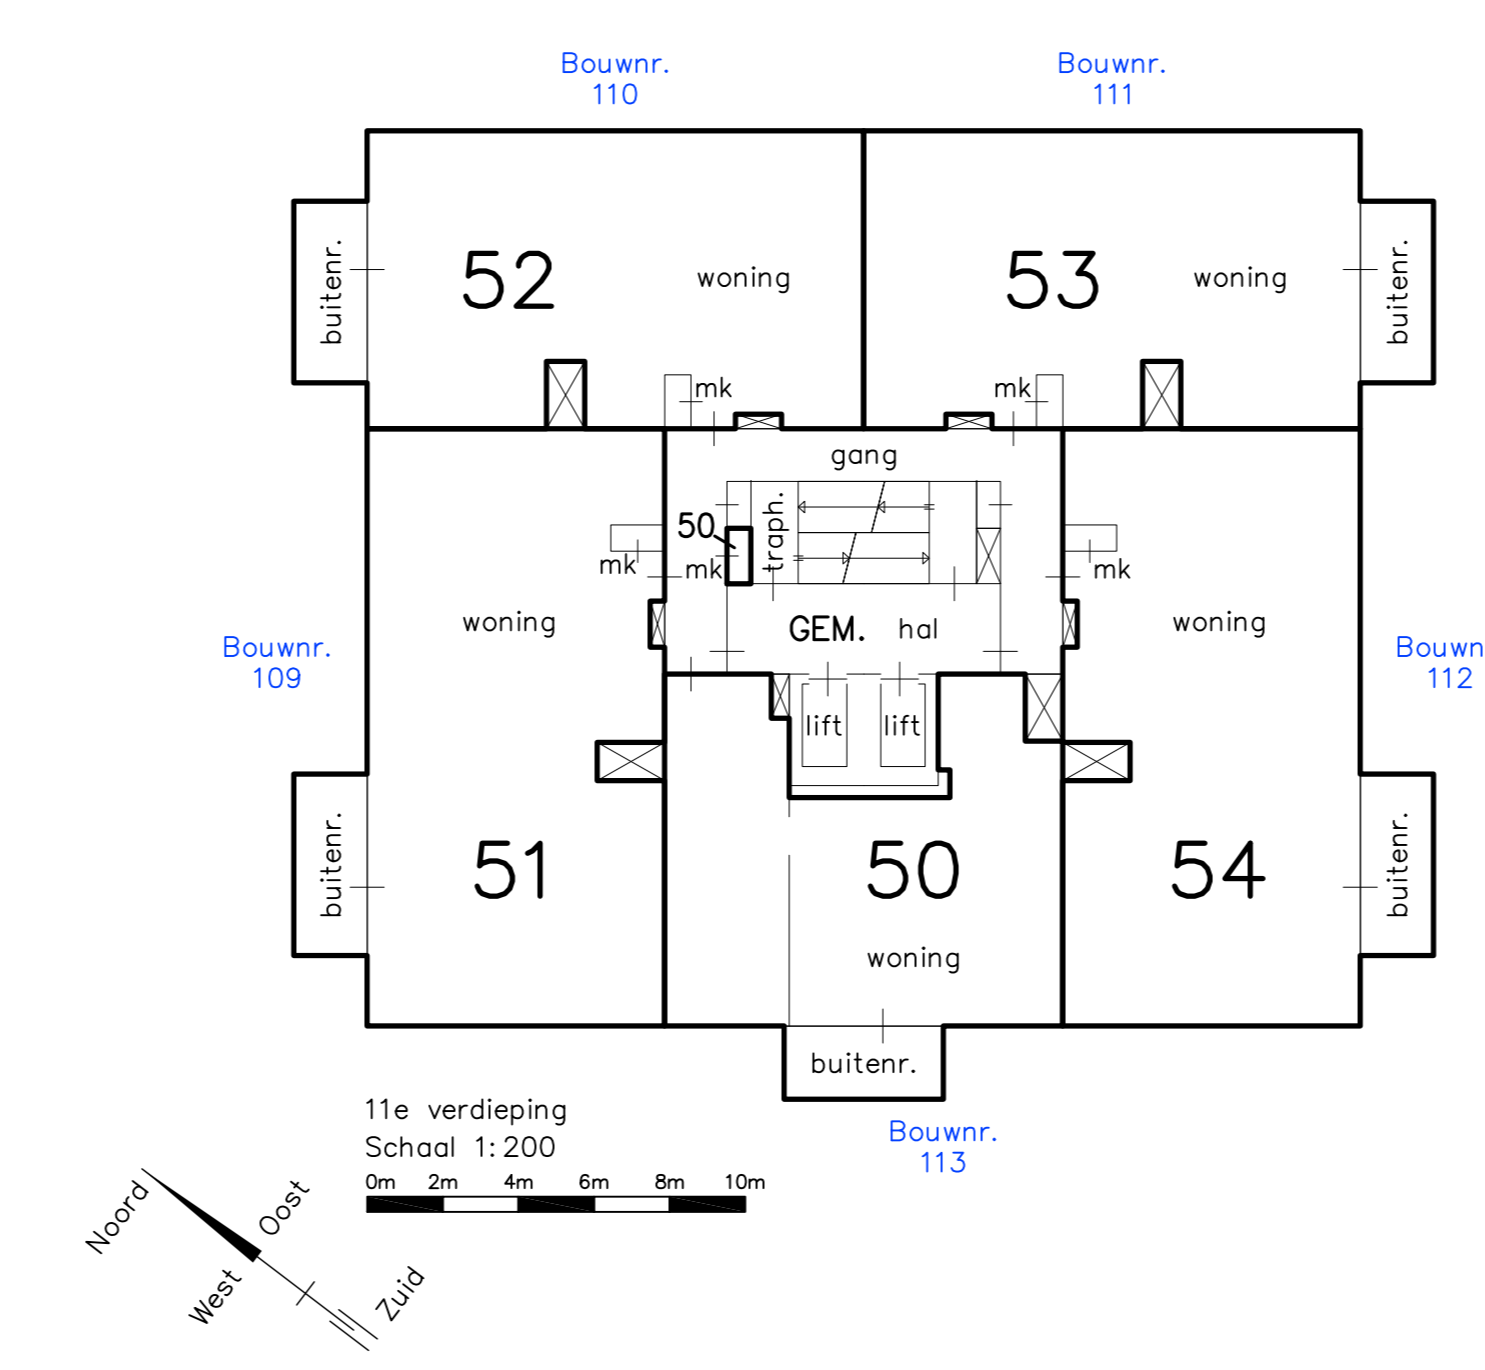 Bouwnr.
110
Bouwnr.
111
52
woning
53
woning
buitenr.
buitenr.
mk
mk
gang
50
traph.
mk
mk
mk
woning
GEM.
hal
woning
Bouwnr.
109
Bouwn
112
lift
lift
buitenr.
51
50
54
buitenr.
woning
buitenr.
11e verdieping
Schaal 1:200
0m 2m 4m 6m 8m 10m
Bouwnr.
113
Noord
Oost
West
Zuid